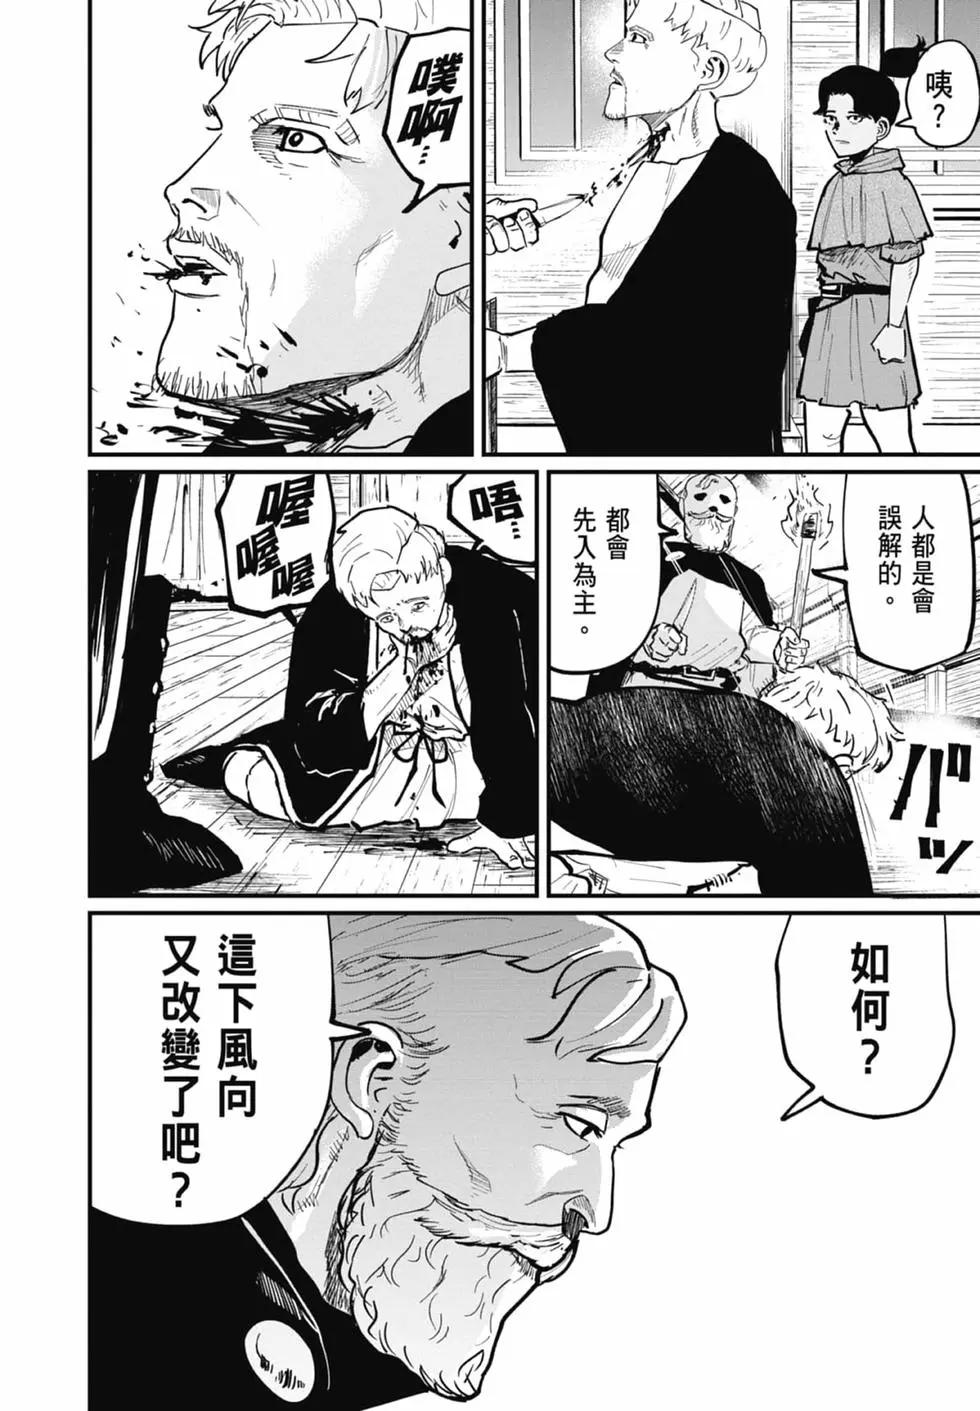 咦？
噗
啊…
人都是會
誤解的。
都會
先入為主。
バッ
唔…
喔
喔
喔
如何？
這下風向
又改變了吧？